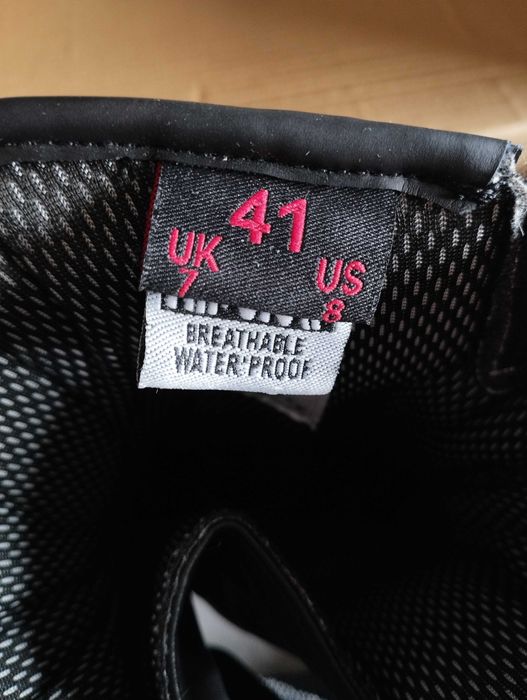 41
UK US
7 8
BREATHABLE
WATER'PROOF